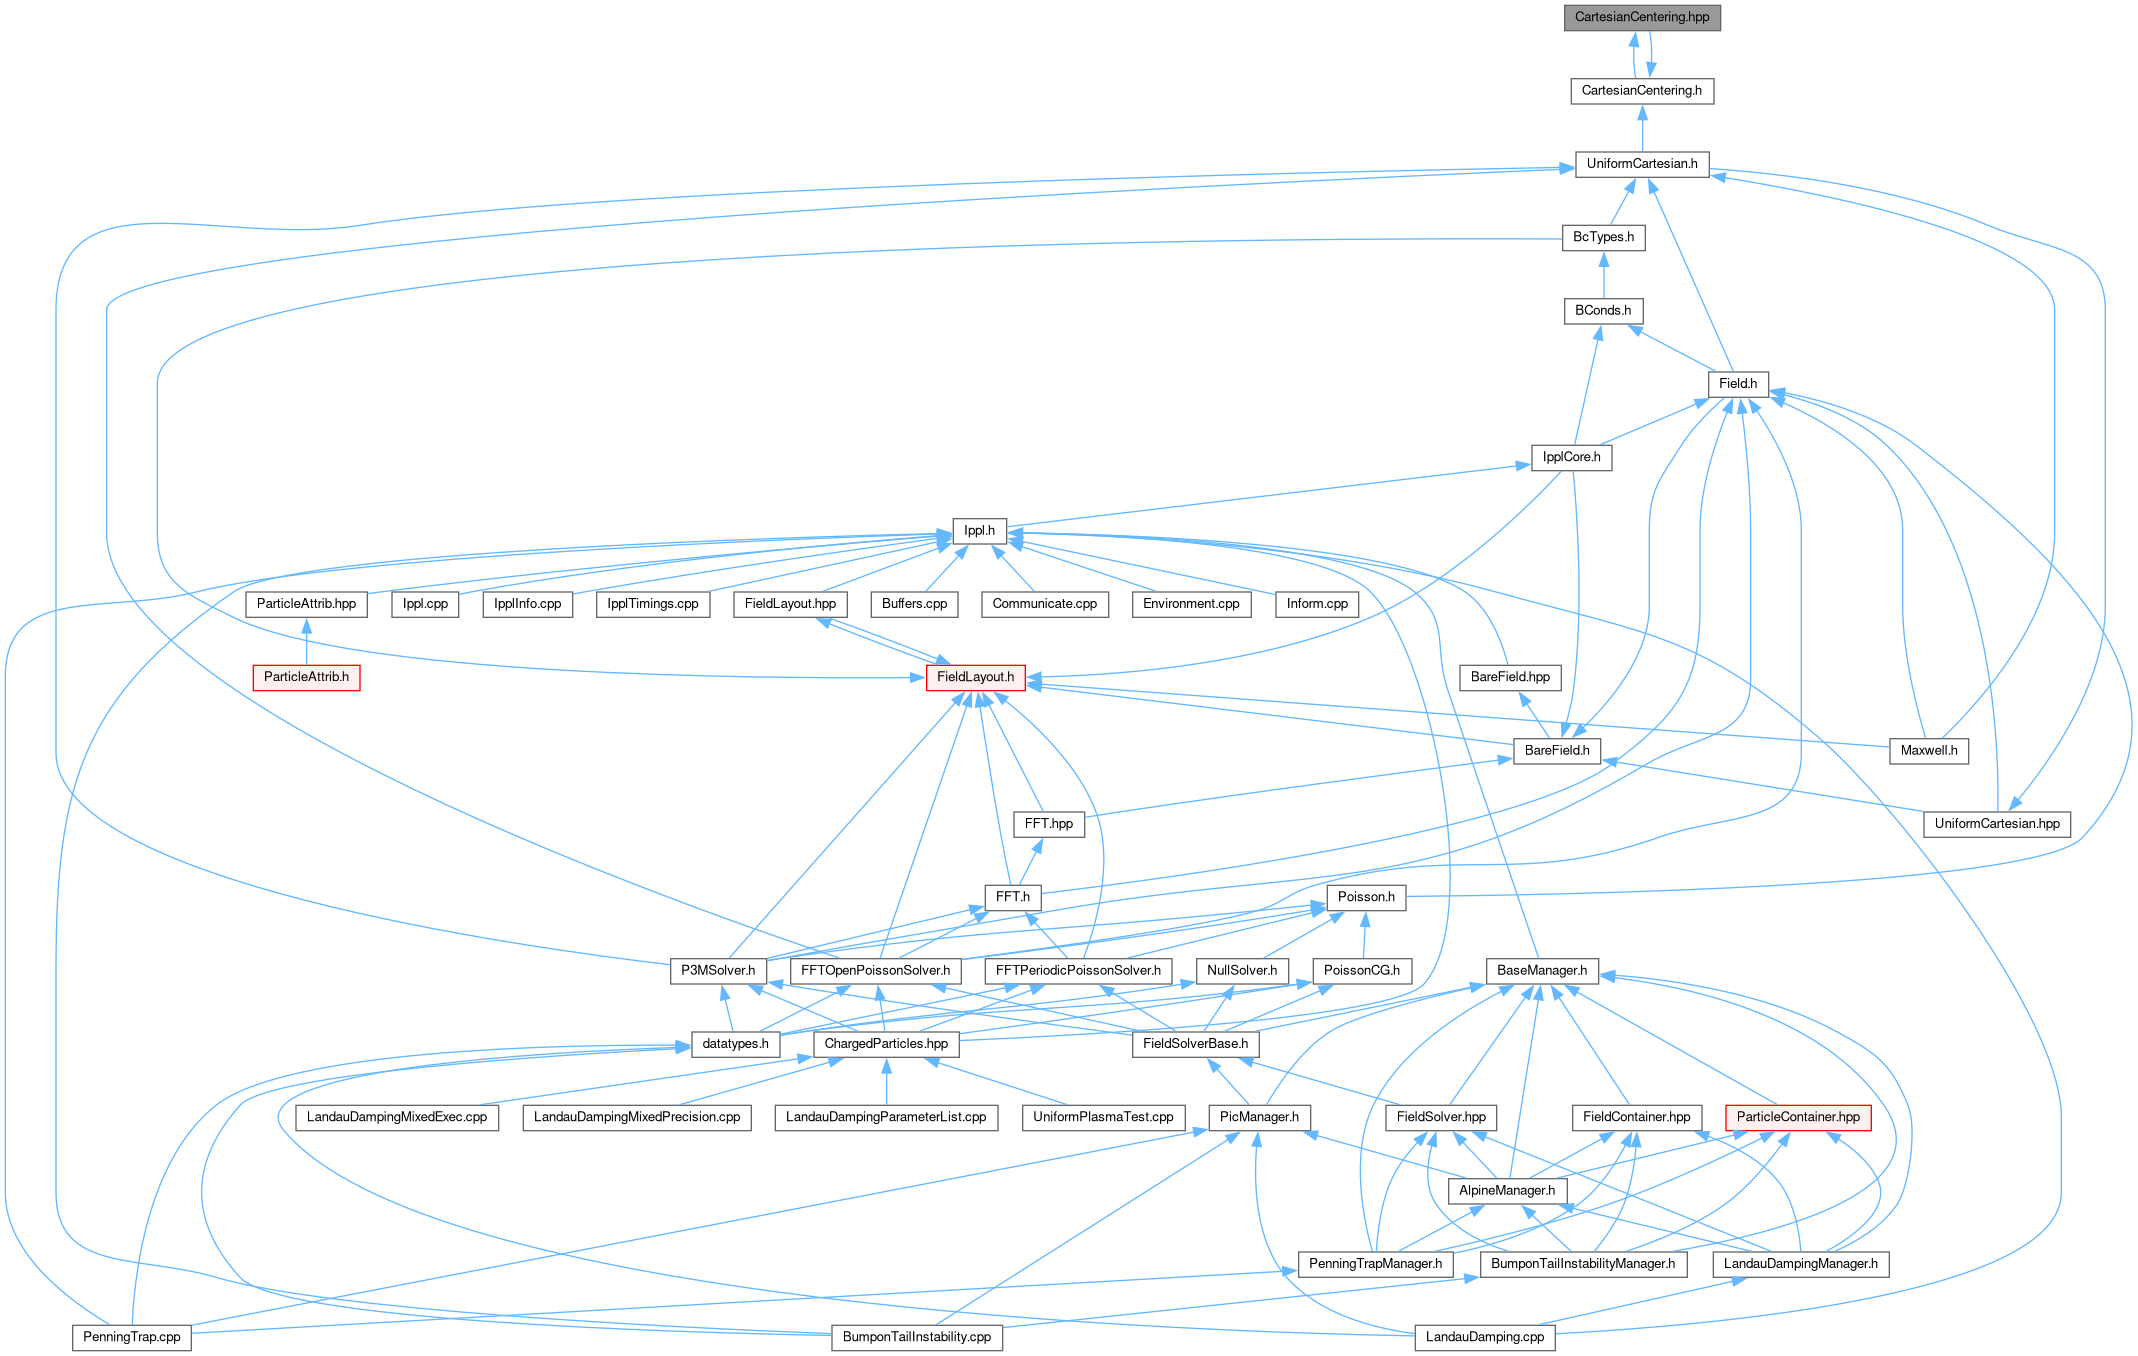 CartesianCentering.hpp
CartesianCentering.h
UniformCartesian.h
BcTypes.h
BConds.h
Field.h
IpplCore.h
Ippl.h
ParticleAttrib.hpp
Ippl.cpp
IpplInfo.cpp
IpplTimings.cpp
FieldLayout.hpp
Buffers.cpp
Communicate.cpp
Environment.cpp
Inform.cpp
ParticleAttrib.h
FieldLayout.h
BareField.hpp
BareField.h
Maxwell.h
FFT.hpp
UniformCartesian.hpp
FFT.h
Poisson.h
P3MSolver.h
FFTOpenPoissonSolver.h
FFTPeriodicPoissonSolver.h
NullSolver.h
PoissonCG.h
BaseManager.h
datatypes.h
ChargedParticles.hpp
FieldSolverBase.h
LandauDampingMixedExec.cpp
LandauDampingMixedPrecision.cpp
LandauDampingParameterList.cpp
UniformPlasmaTest.cpp
PicManager.h
FieldSolver.hpp
FieldContainer.hpp
ParticleContainer.hpp
AlpineManager.h
PenningTrapManager.h
BumponTailInstabilityManager.h
LandauDampingManager.h
PenningTrap.cpp
BumponTailInstability.cpp
LandauDamping.cpp